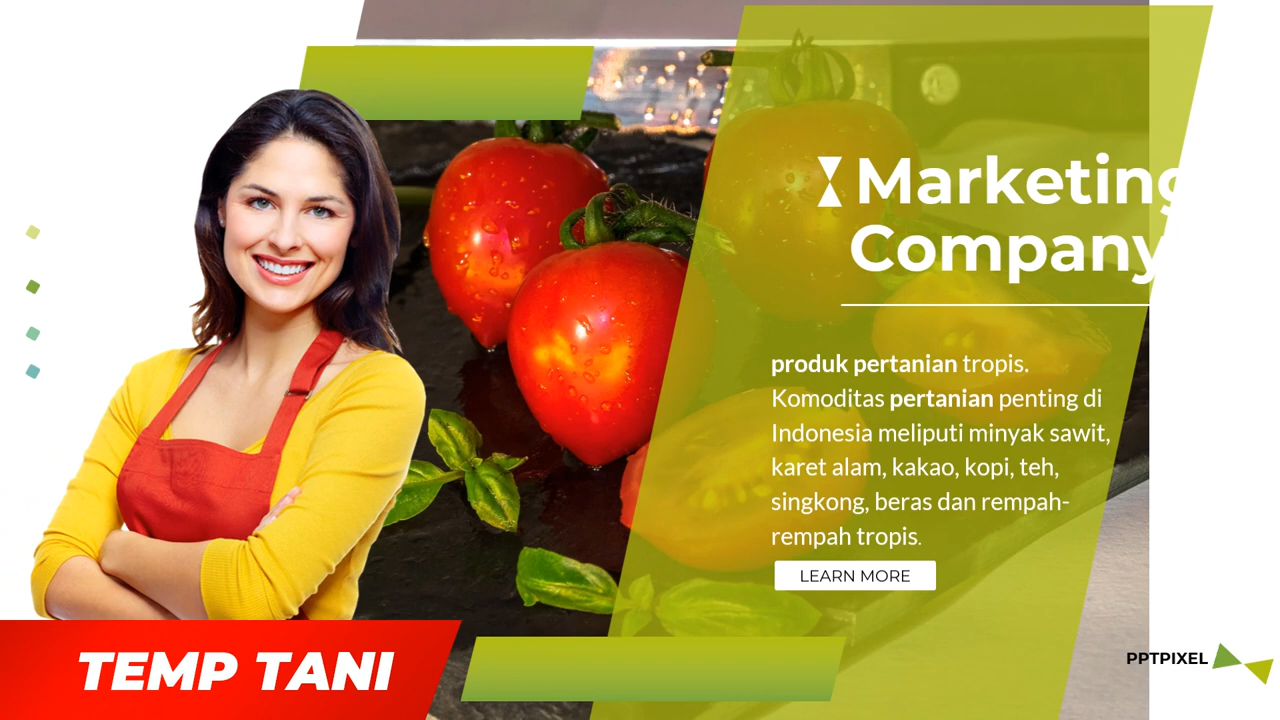 Marketing
Company
produk pertanian tropis.
Komoditas pertanian penting di
Indonesia meliputi minyak sawit,
karet alam, kakao, kopi, teh,
singkong, beras dan rempah-
rempah tropis.
LEARN MORE
TEMP TANI
PPTPIXEL